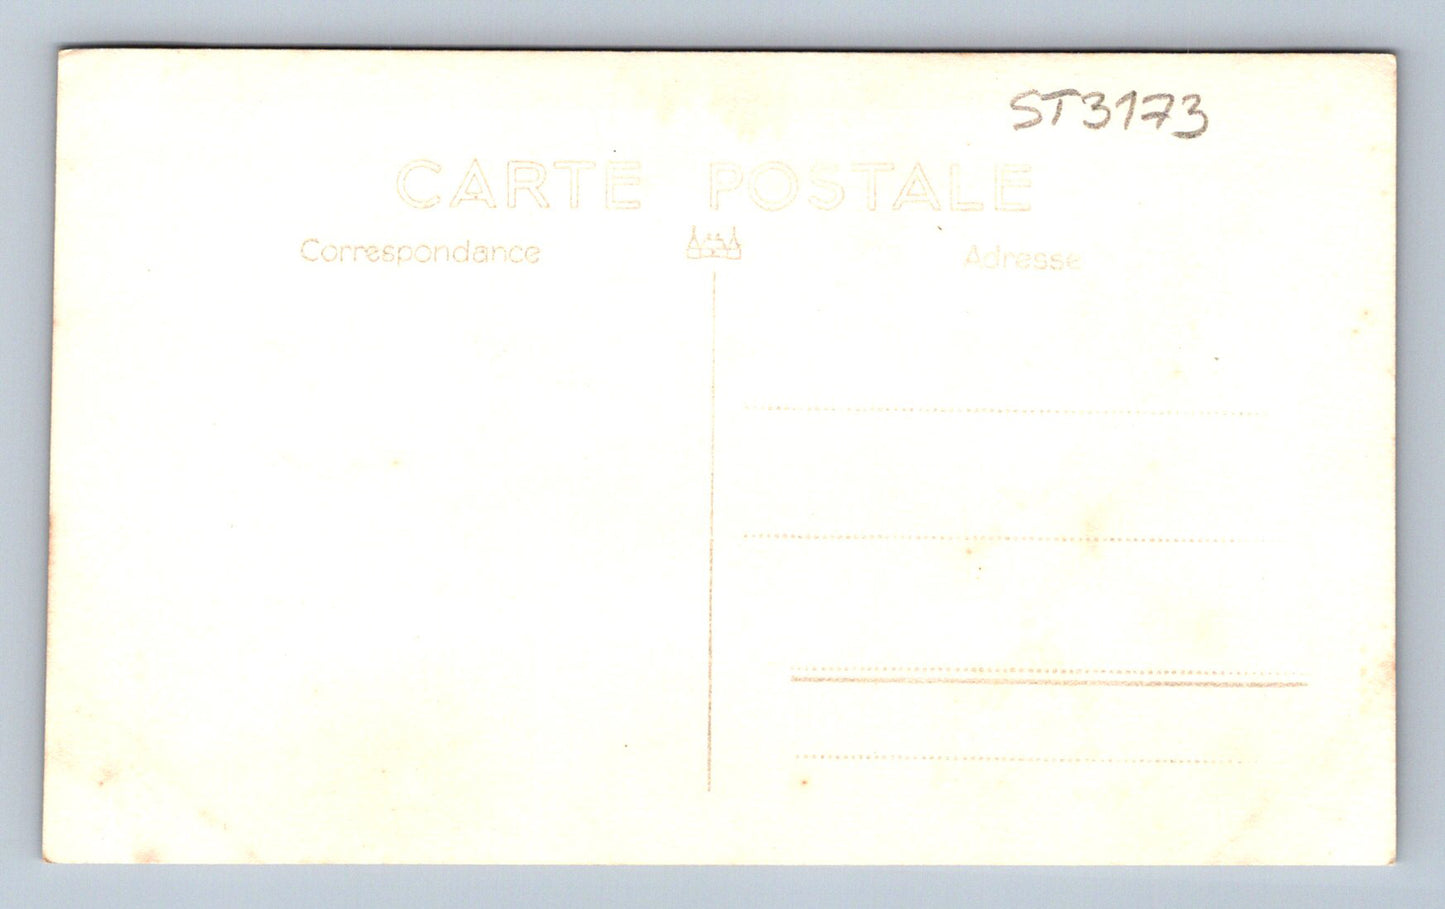 ST3173
CARTE POSTALE
Correspondance
Adresse